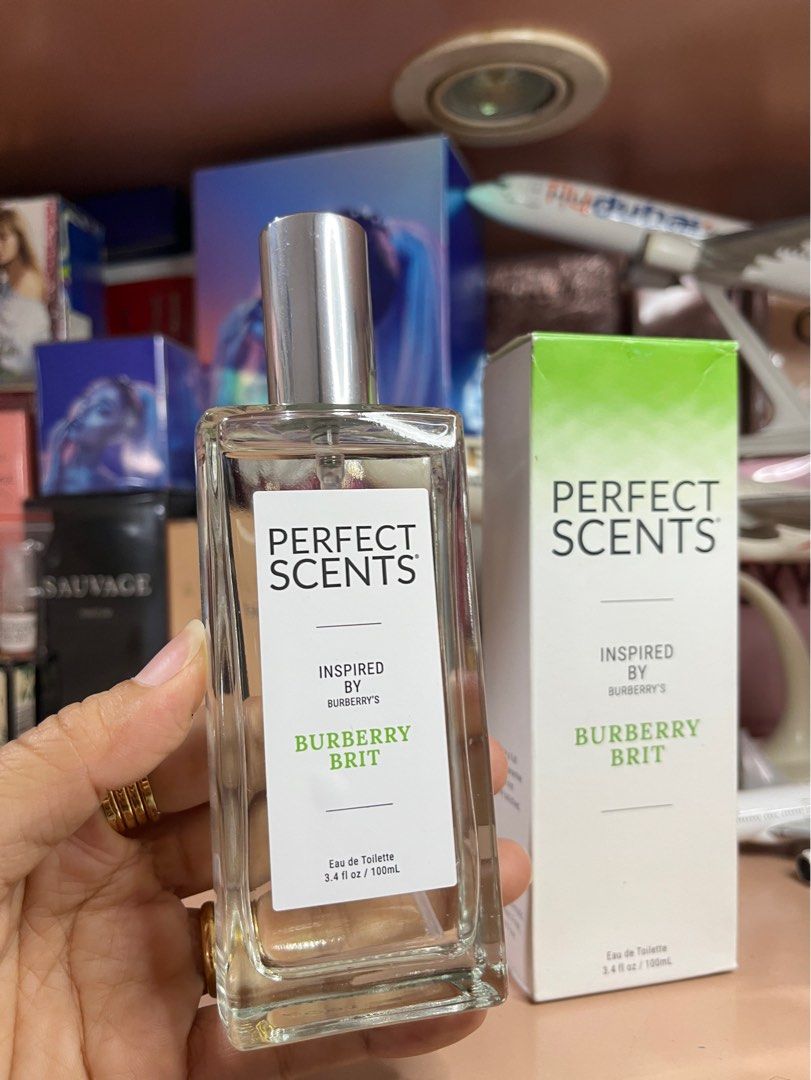 flydubai
SAUVAGE
PERFECT
SCENTS®
INSPIRED
BY
BURBERRY'S
BURBERRY
BRIT
Eau de Toilette
3.4 fl oz / 100mL
PERFECT
SCENTS®
INSPIRED
BY
BURBERRY'S
BURBERRY
BRIT
Eau de Toilette
3.4 fl oz / 100mL